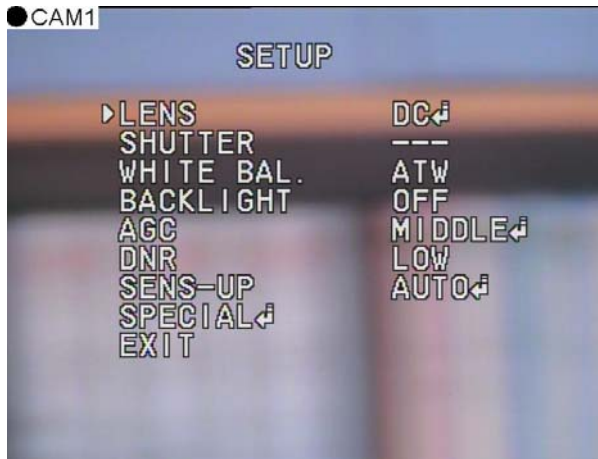 ●CAM1
SETUP
▷LENS DC↲
SHUTTER ---
WHITE BAL. ATW
BACKLIGHT OFF
AGC MIDDLE↲
DNR LOW
SENS-UP AUTO↲
SPECIAL↲
EXIT